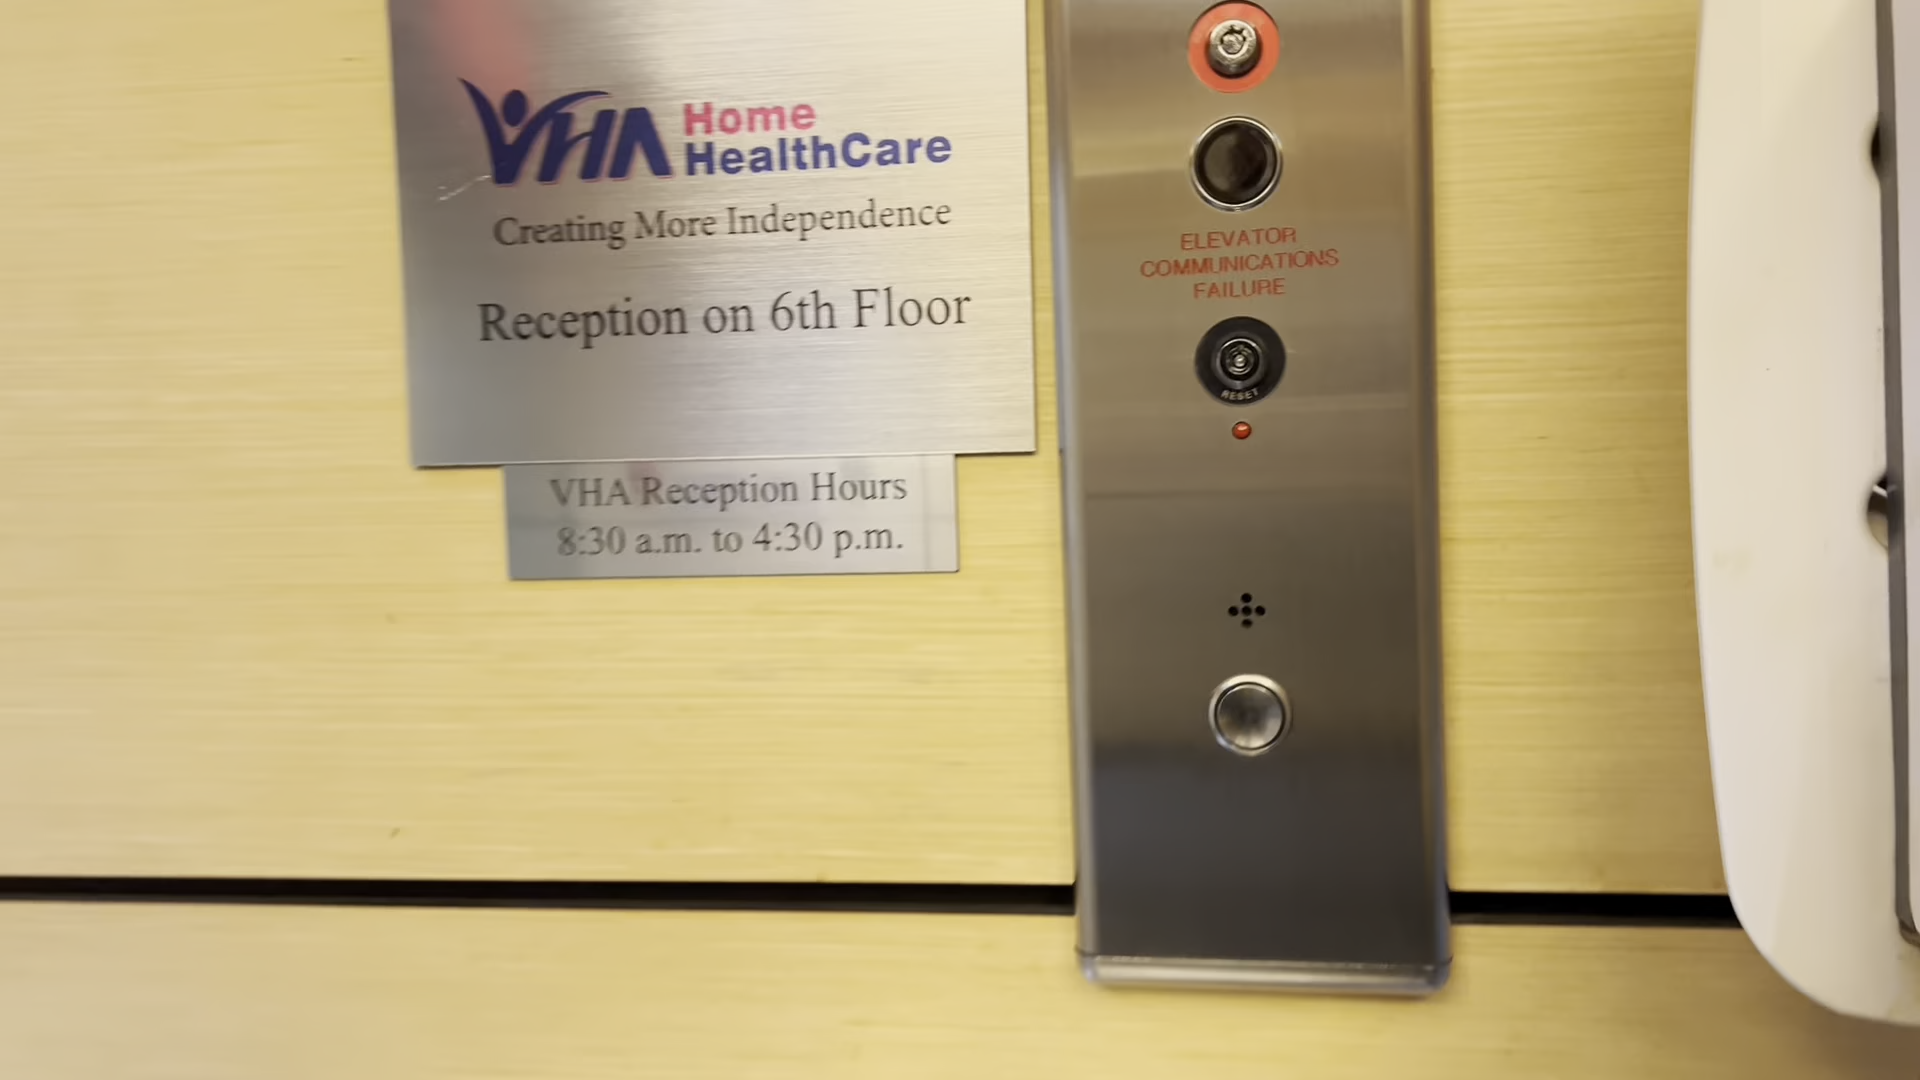 VHA Home
HealthCare
Creating More Independence
Reception on 6th Floor
VHA Reception Hours
8:30 a.m. to 4:30 p.m.
ELEVATOR
COMMUNICATIONS
FAILURE
RESET